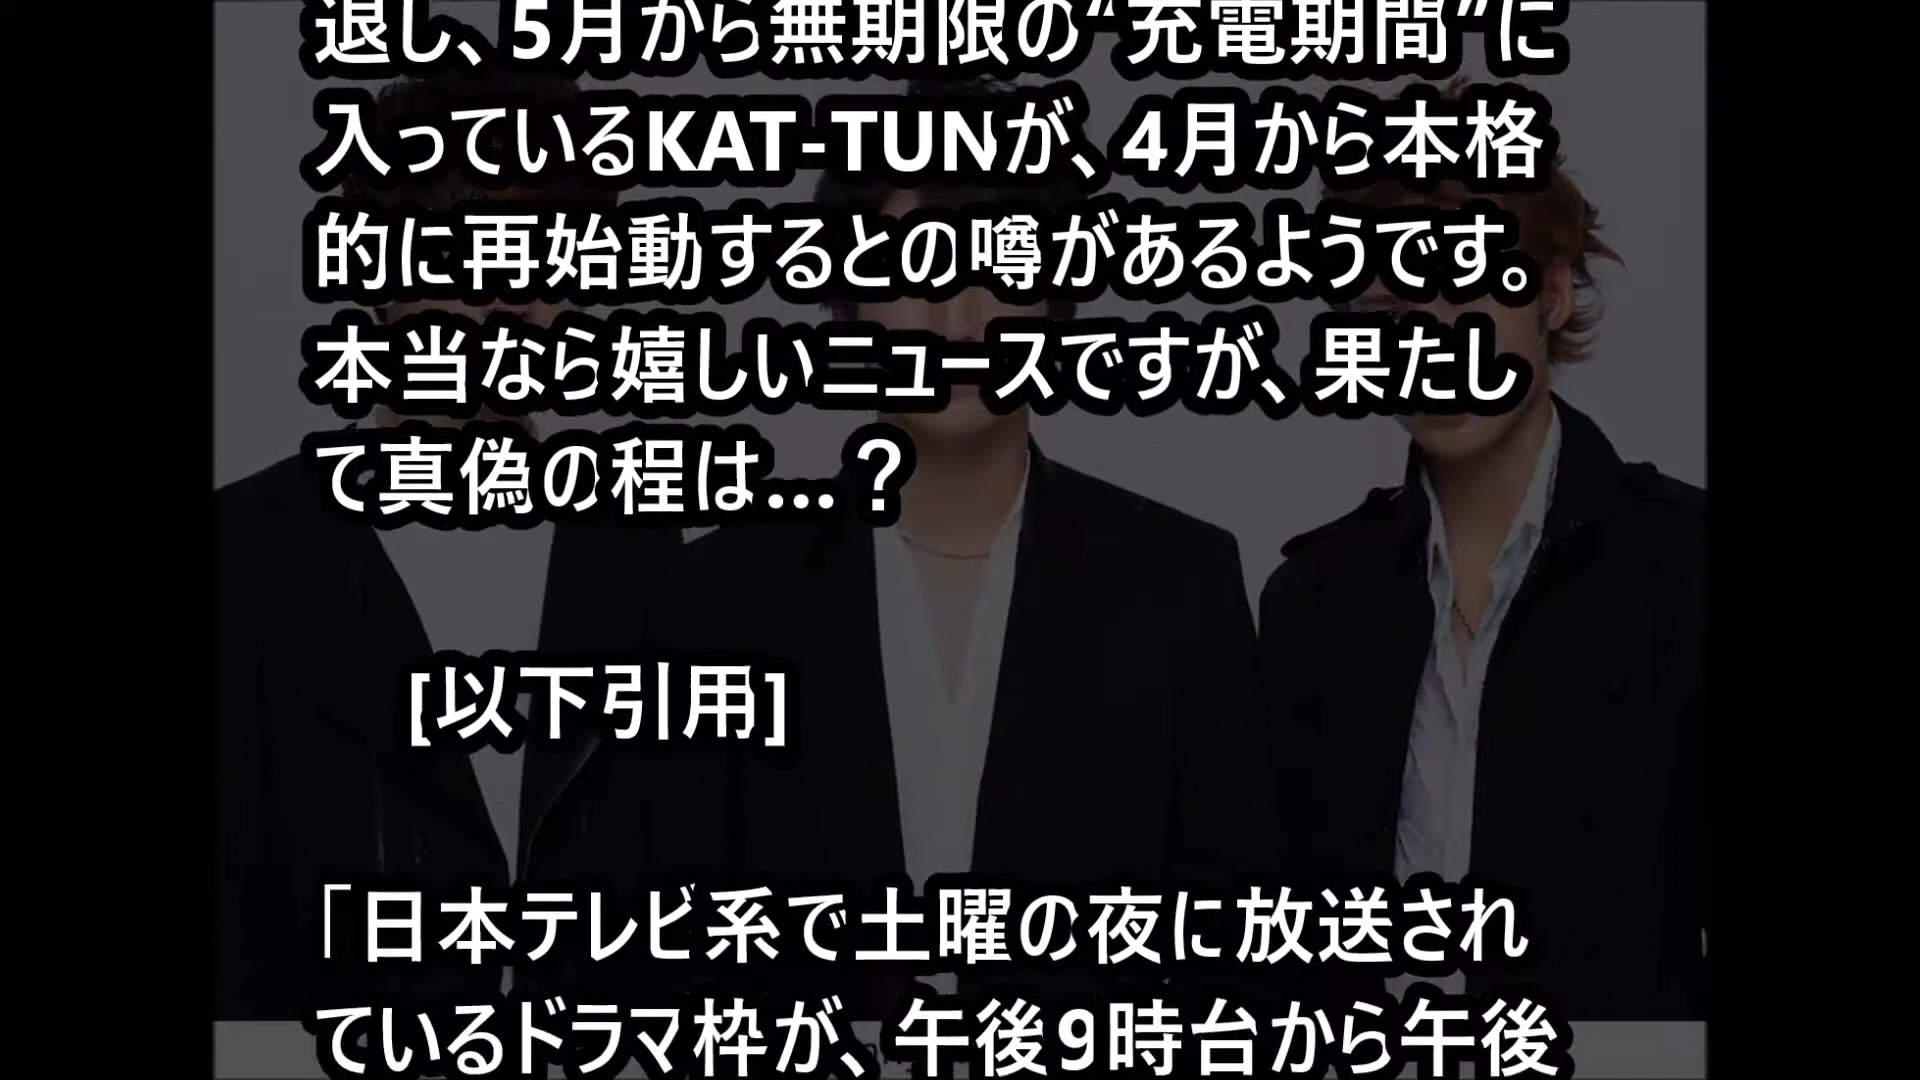 退し、5月から無期限の“充電期間”に
入っているKAT-TUNが、4月から本格
的に再始動するとの噂があるようです。
本当なら嬉しいニュースですが、果たし
て真偽の程は…？
[以下引用]
「日本テレビ系で土曜の夜に放送され
ているドラマ枠が、午後9時台から午後